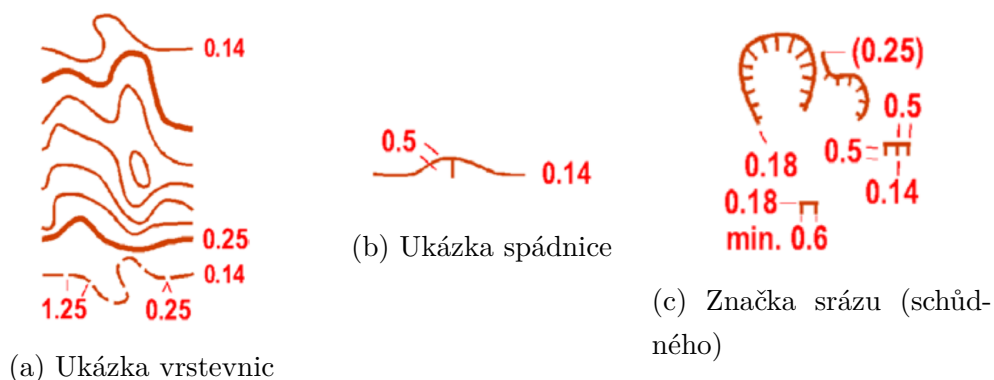 0.14
0.25
0.14
1.25
0.25
(a) Ukázka vrstevnic
0.5
0.14
(b) Ukázka spádnice
(0.25)
0.5
0.18
0.5
0.14
0.18
min. 0.6
(c) Značka srázu (schůd-
ného)